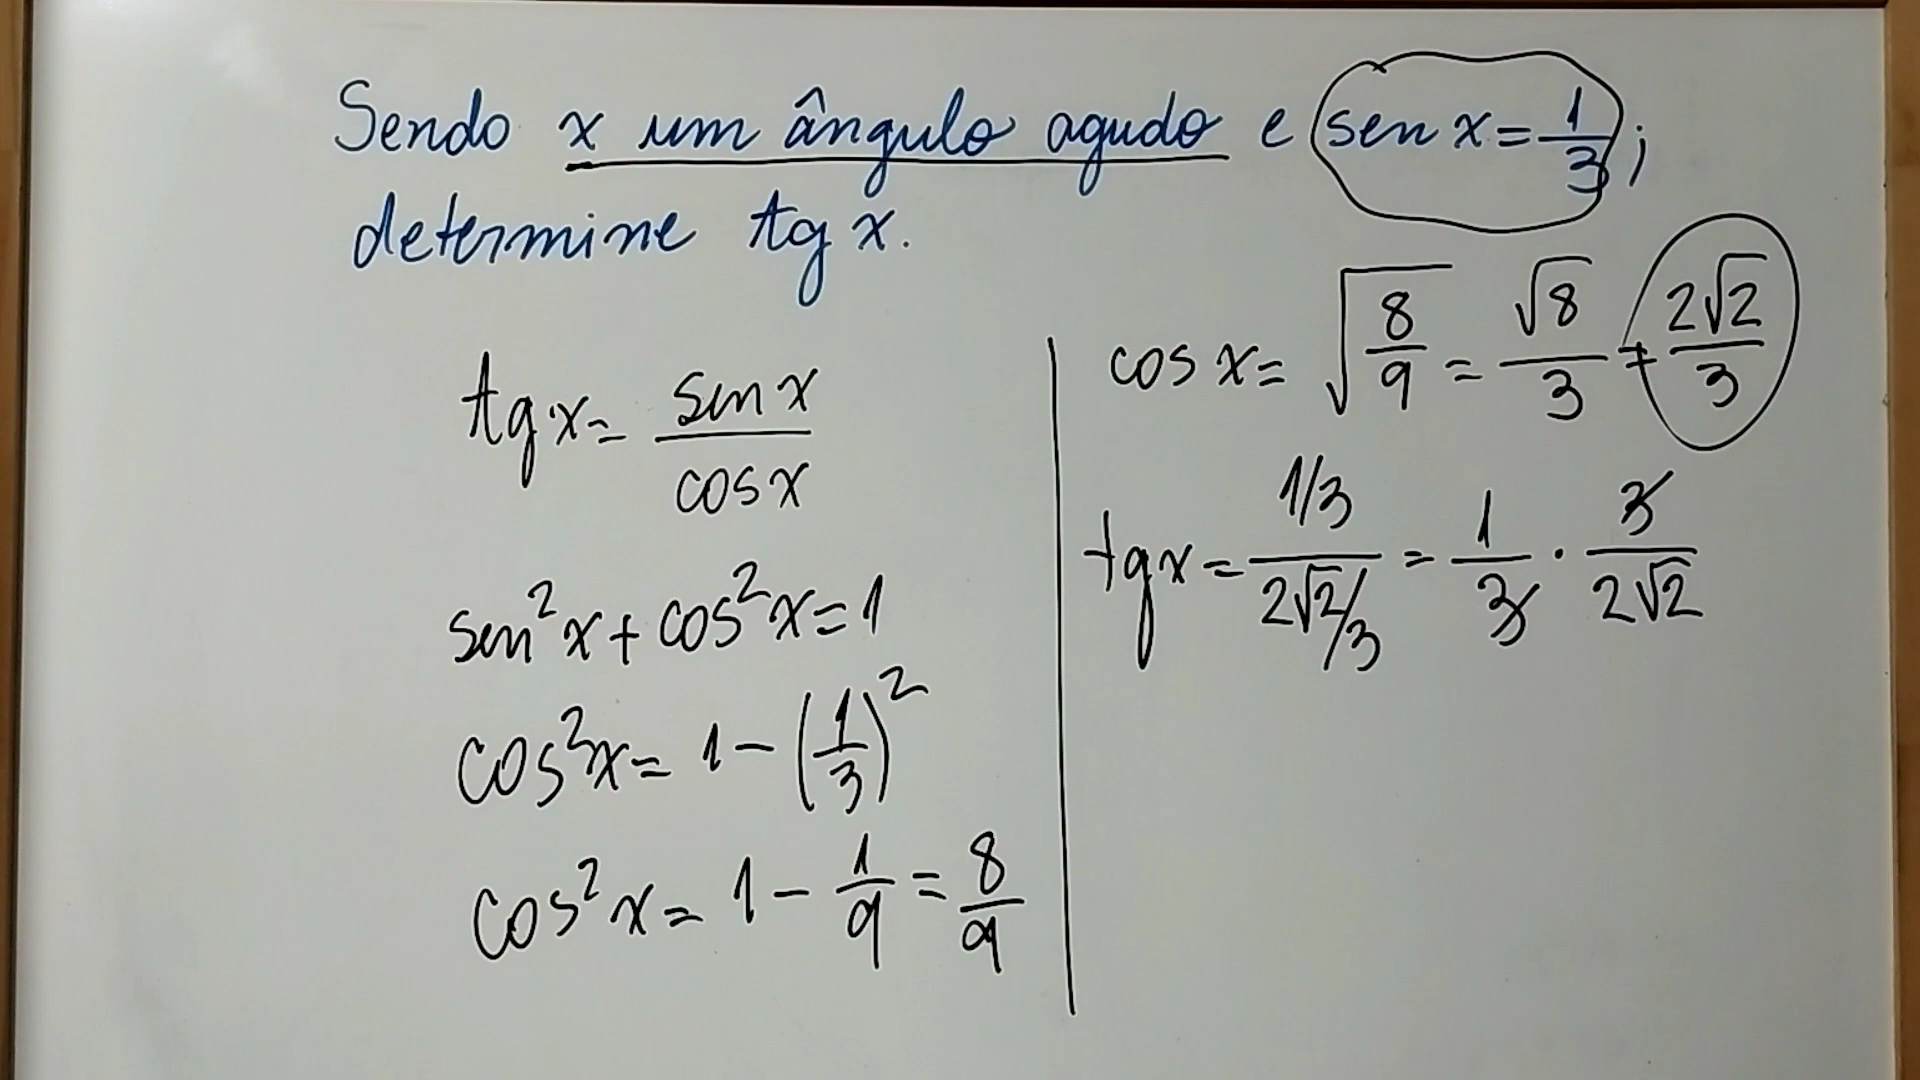 Sendo x um ângulo agudo e sen x = 1/3;
determine tg x.
tg x = sen x / cos x
sen²x + cos²x = 1
cos²x = 1 - (1/3)²
cos²x = 1 - 1/9 = 8/9
cos x = √(8/9) = √8/3 = 2√2/3
tg x = (1/3)/(2√2/3) = 1/3 · 3/(2√2)